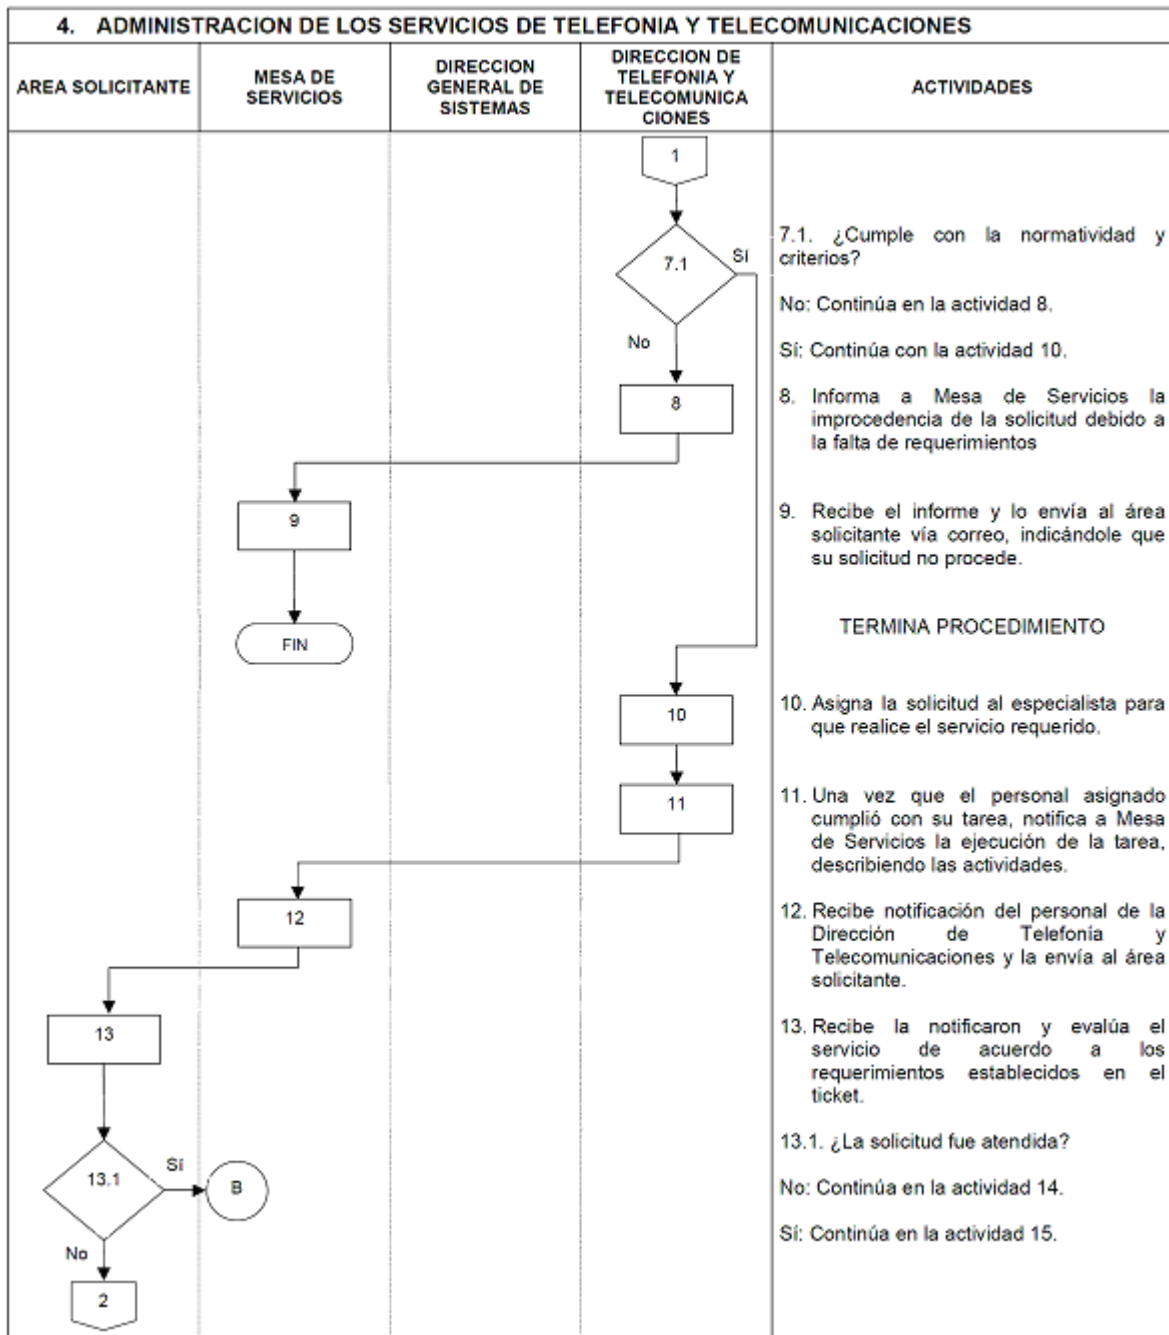 4. ADMINISTRACION DE LOS SERVICIOS DE TELEFONIA Y TELECOMUNICACIONES
AREA SOLICITANTE
MESA DE
SERVICIOS
DIRECCION
GENERAL DE
SISTEMAS
DIRECCION DE
TELEFONIA Y
TELECOMUNICA
CIONES
ACTIVIDADES
1
7.1
Sí
No
8
9
FIN
10
11
12
13
13.1
Sí
B
No
2
7.1. ¿Cumple con la normatividad y
criterios?
No: Continúa en la actividad 8.
Sí: Continúa con la actividad 10.
8. Informa a Mesa de Servicios la
improcedencia de la solicitud debido a
la falta de requerimientos
9. Recibe el informe y lo envía al área
solicitante vía correo, indicándole que
su solicitud no procede.
TERMINA PROCEDIMIENTO
10. Asigna la solicitud al especialista para
que realice el servicio requerido.
11. Una vez que el personal asignado
cumplió con su tarea, notifica a Mesa
de Servicios la ejecución de la tarea,
describiendo las actividades.
12. Recibe notificación del personal de la
Dirección de Telefonía y
Telecomunicaciones y la envía al área
solicitante.
13. Recibe la notificaron y evalúa el
servicio de acuerdo a los
requerimientos establecidos en el
ticket.
13.1. ¿La solicitud fue atendida?
No: Continúa en la actividad 14.
Sí: Continúa en la actividad 15.